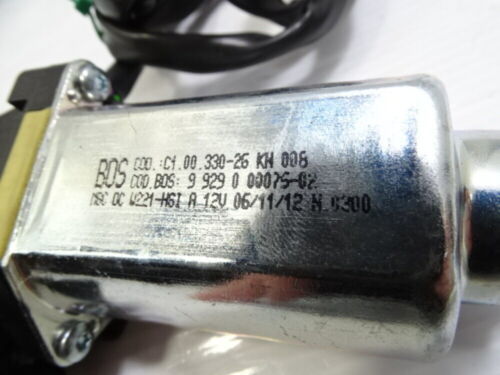 BOS COD.:C1.00.330-26 KW 006
COD.BOS: 9 929 0 00075-02
MSC DC W221-HSI A 12V 06/11/12 N.0300